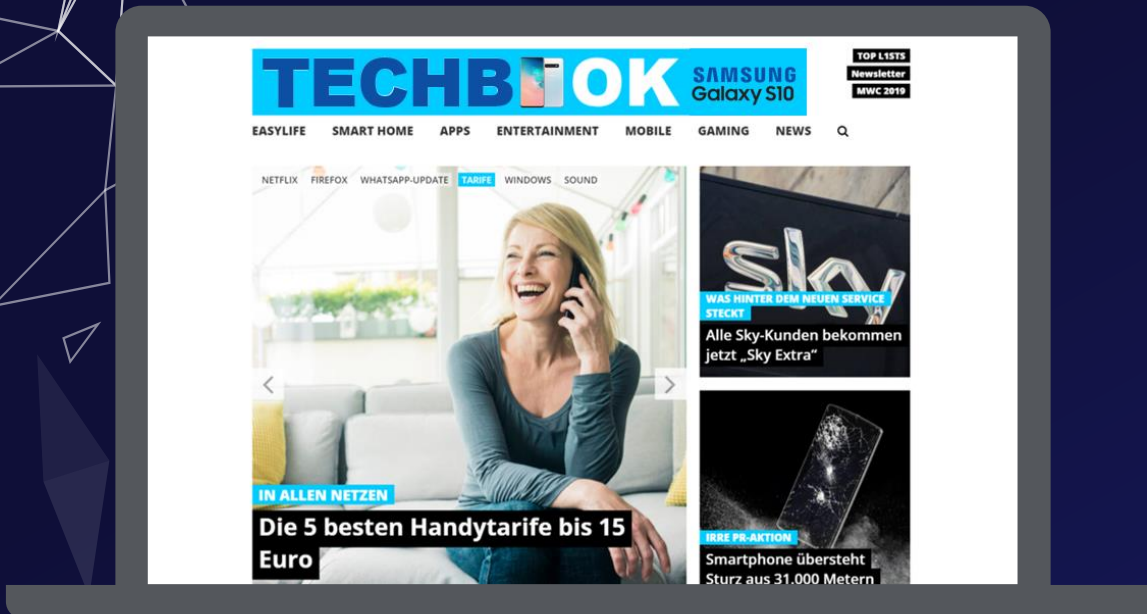 TECHB OK SAMSUNG
Galaxy S10
TOP L1STS
Newsletter
MWC 2019
EASYLIFE SMART HOME APPS ENTERTAINMENT MOBILE GAMING NEWS
NETFLIX FIREFOX WHATSAPP-UPDATE TARIFE WINDOWS SOUND
IN ALLEN NETZEN
Die 5 besten Handytarife bis 15
Euro
sky
WAS HINTER DEM NEUEN SERVICE
STECKT
Alle Sky-Kunden bekommen
jetzt „Sky Extra“
IRRE PR-AKTION
Smartphone übersteht
Sturz aus 31.000 Metern